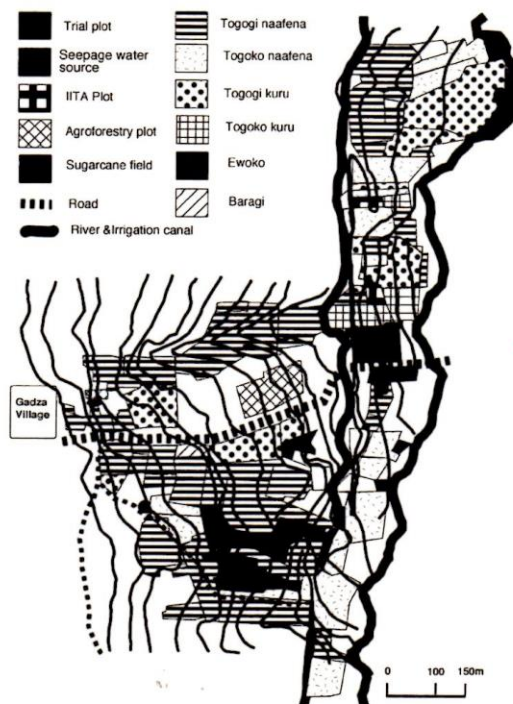 Trial plot
Seepage water
source
IITA Plot
Agroforestry plot
Sugarcane field
Road
River &Irrigation canal
Togogi naafena
Togoko naafena
Togogi kuru
Togoko kuru
Ewoko
Baragi
Gadza
Village
0 100 150m